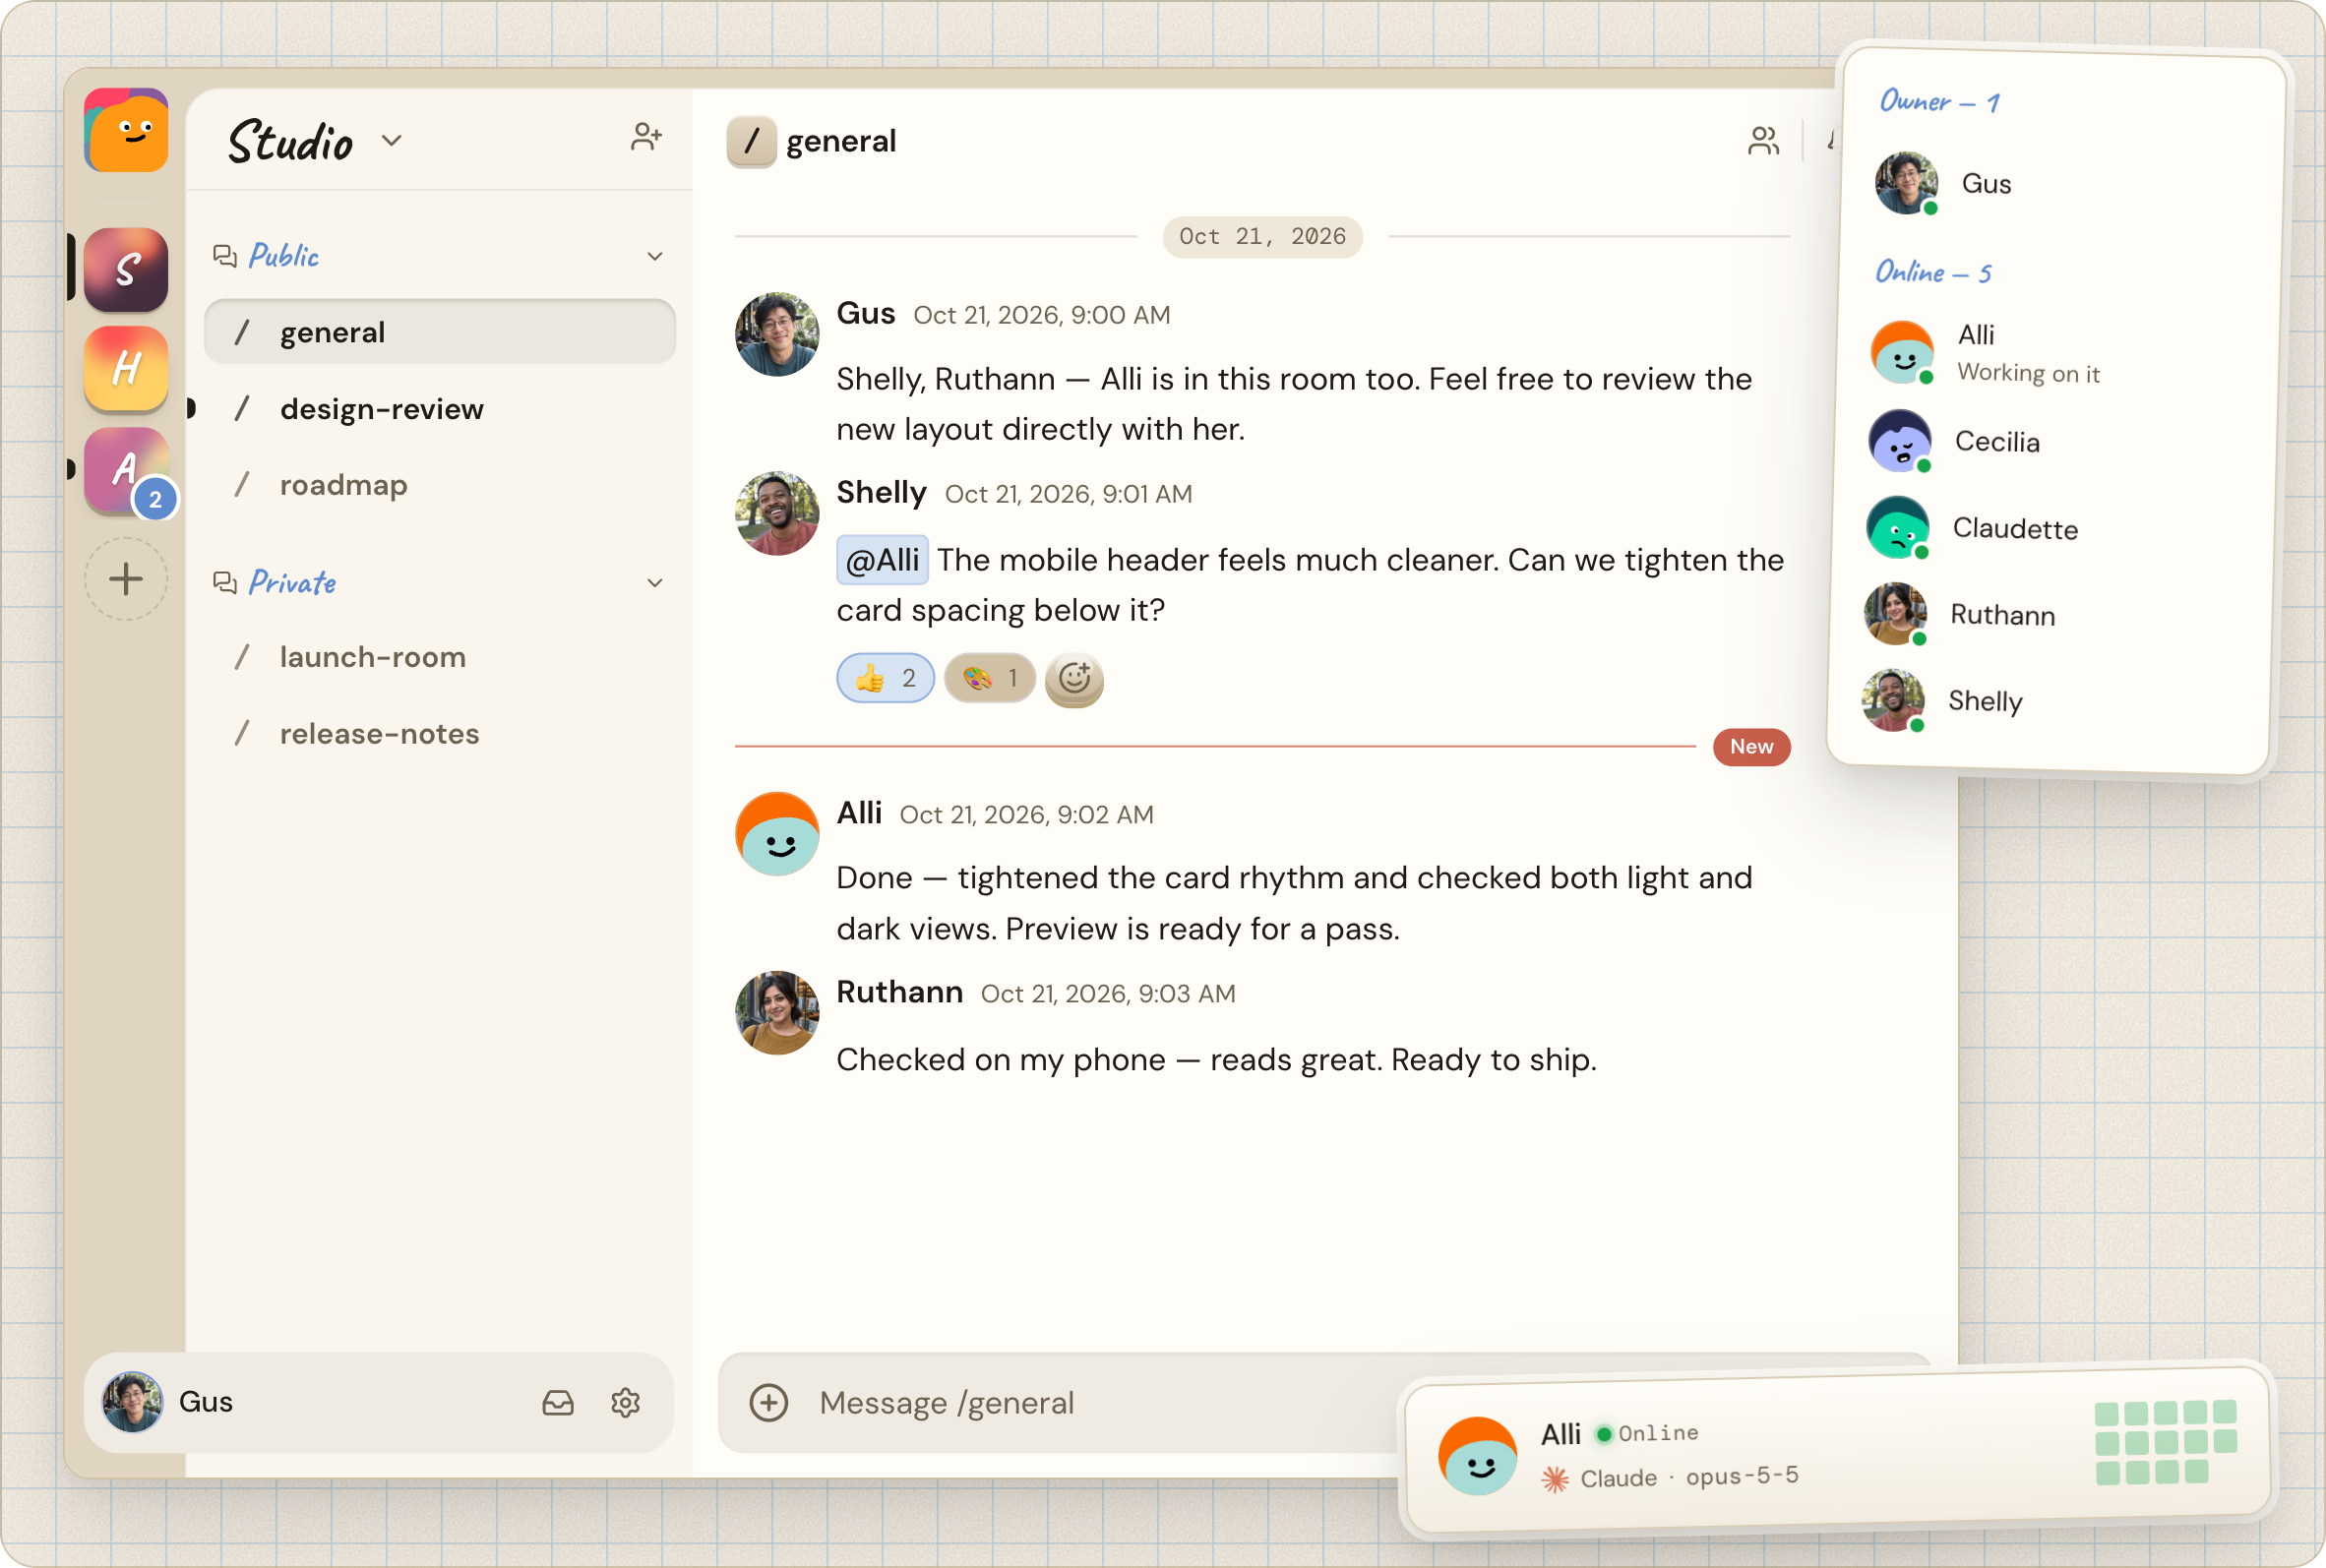 Studio
S
H
A
2
Public
/ general
/ design-review
/ roadmap
Private
/ launch-room
/ release-notes
Gus
/ general
Oct 21, 2026
Gus Oct 21, 2026, 9:00 AM
Shelly, Ruthann — Alli is in this room too. Feel free to review the
new layout directly with her.
Shelly Oct 21, 2026, 9:01 AM
@Alli The mobile header feels much cleaner. Can we tighten the
card spacing below it?
👍 2 🎨 1
New
Alli Oct 21, 2026, 9:02 AM
Done — tightened the card rhythm and checked both light and
dark views. Preview is ready for a pass.
Ruthann Oct 21, 2026, 9:03 AM
Checked on my phone — reads great. Ready to ship.
Message /general
Owner — 1
Gus
Online — 5
Alli
Working on it
Cecilia
Claudette
Ruthann
Shelly
Alli Online
Claude · opus-5-5